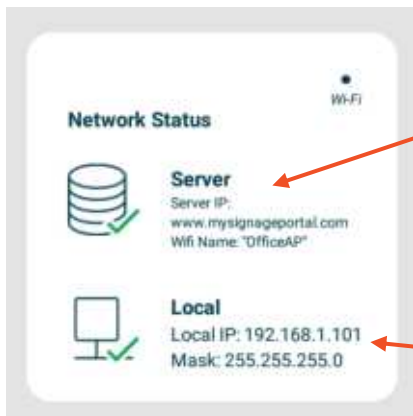 Wi-Fi
Network Status
Server
Server IP:
www.mysignageportal.com
Wifi Name: "OfficeAP"
Local
Local IP: 192.168.1.101
Mask: 255.255.255.0